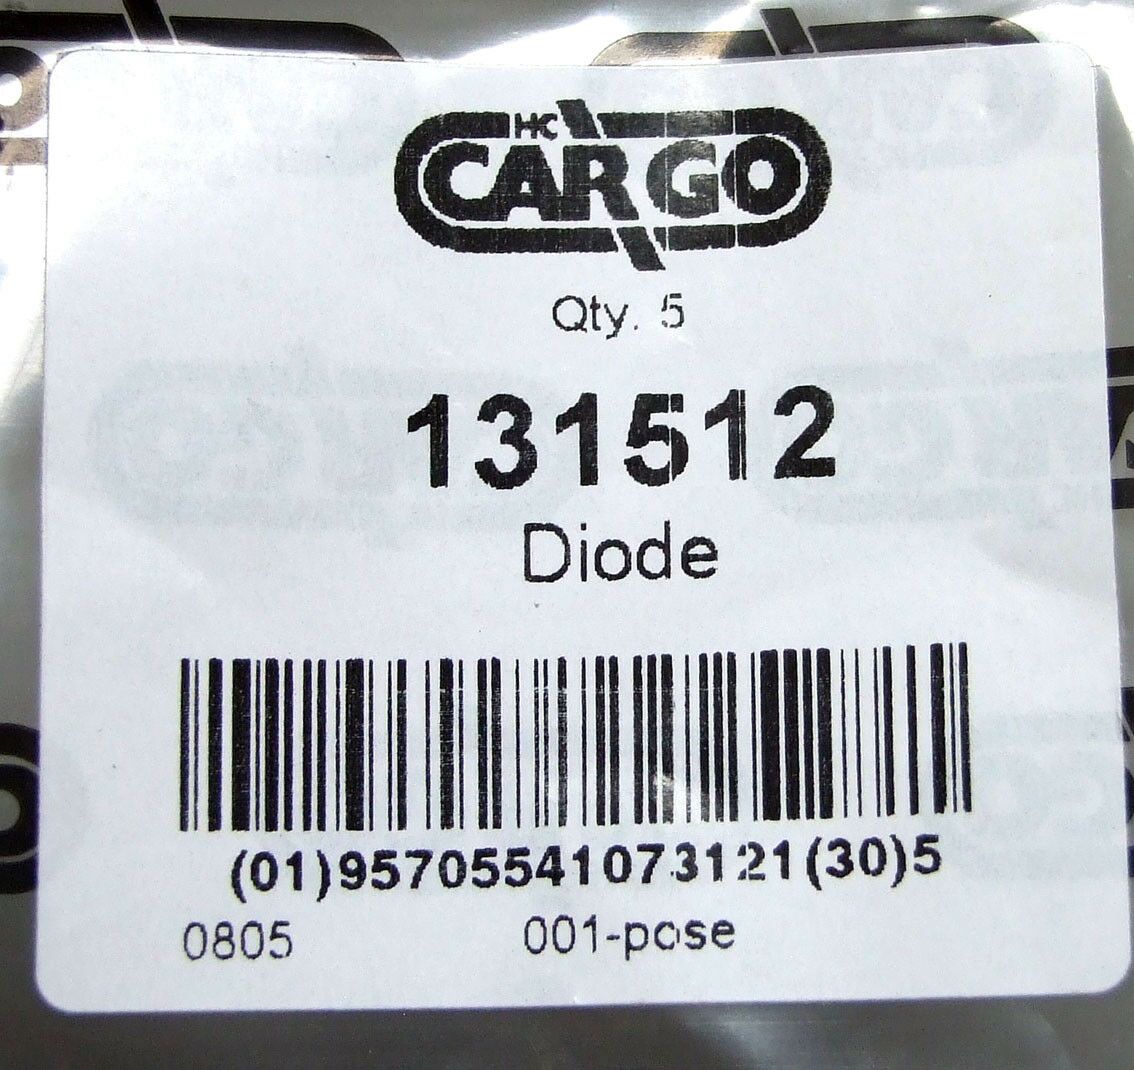 HC
CARGO
Qty. 5
131512
Diode
(01)95705541073121(30)5
0805
001-pose